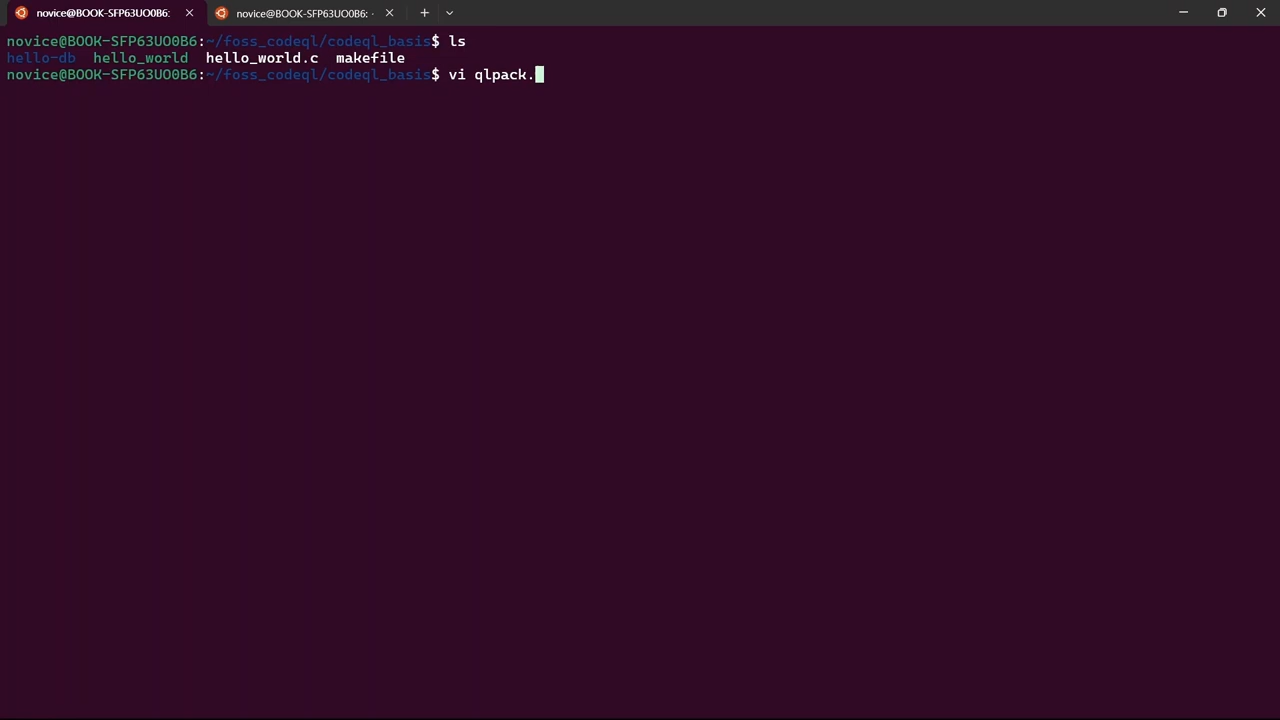 novice@BOOK-SFP63UO0B6:
novice@BOOK-SFP63UO0B6: -
novice@BOOK-SFP63UO0B6:~/foss_codeql/codeql_basis$ ls
hello-db  hello_world  hello_world.c  makefile
novice@BOOK-SFP63UO0B6:~/foss_codeql/codeql_basis$ vi qlpack.